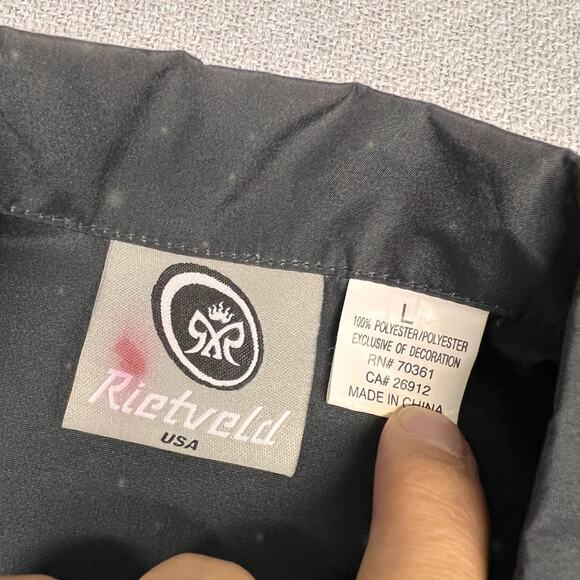 Rietveld
USA
L
100% POLYESTER/POLYESTER
EXCLUSIVE OF DECORATION
RN# 70361
CA# 26912
MADE IN CHINA